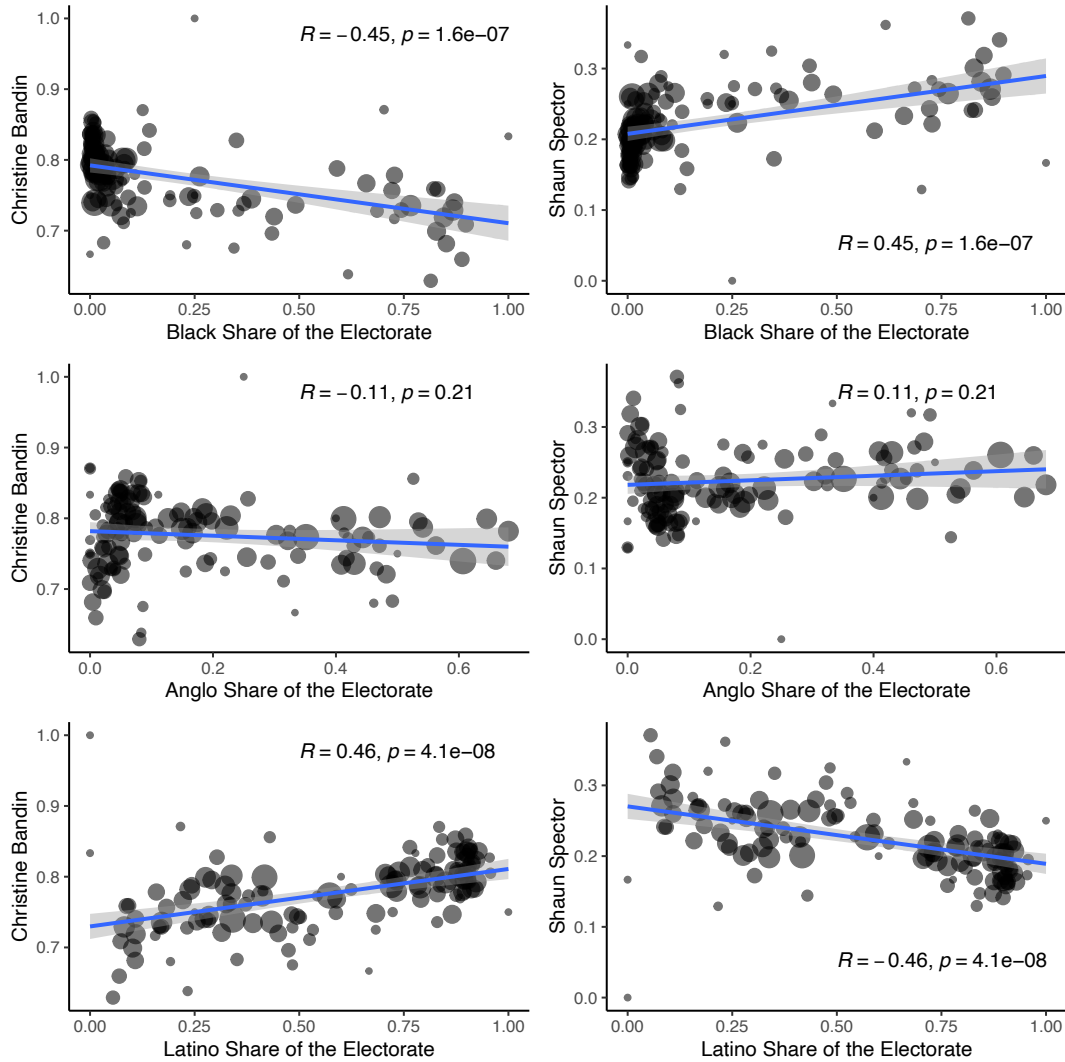 1.0
0.9
0.8
0.7
Christine Bandin
R = −0.45, p = 1.6e−07
0.00 0.25 0.50 0.75 1.00
Black Share of the Electorate
0.3
0.2
0.1
0.0
Shaun Spector
R = 0.45, p = 1.6e−07
0.00 0.25 0.50 0.75 1.00
Black Share of the Electorate
1.0
0.9
0.8
0.7
Christine Bandin
R = −0.11, p = 0.21
0.0 0.2 0.4 0.6
Anglo Share of the Electorate
0.3
0.2
0.1
0.0
Shaun Spector
R = 0.11, p = 0.21
0.0 0.2 0.4 0.6
Anglo Share of the Electorate
1.0
0.9
0.8
0.7
Christine Bandin
R = 0.46, p = 4.1e−08
0.00 0.25 0.50 0.75 1.00
Latino Share of the Electorate
0.3
0.2
0.1
0.0
Shaun Spector
R = −0.46, p = 4.1e−08
0.00 0.25 0.50 0.75 1.00
Latino Share of the Electorate